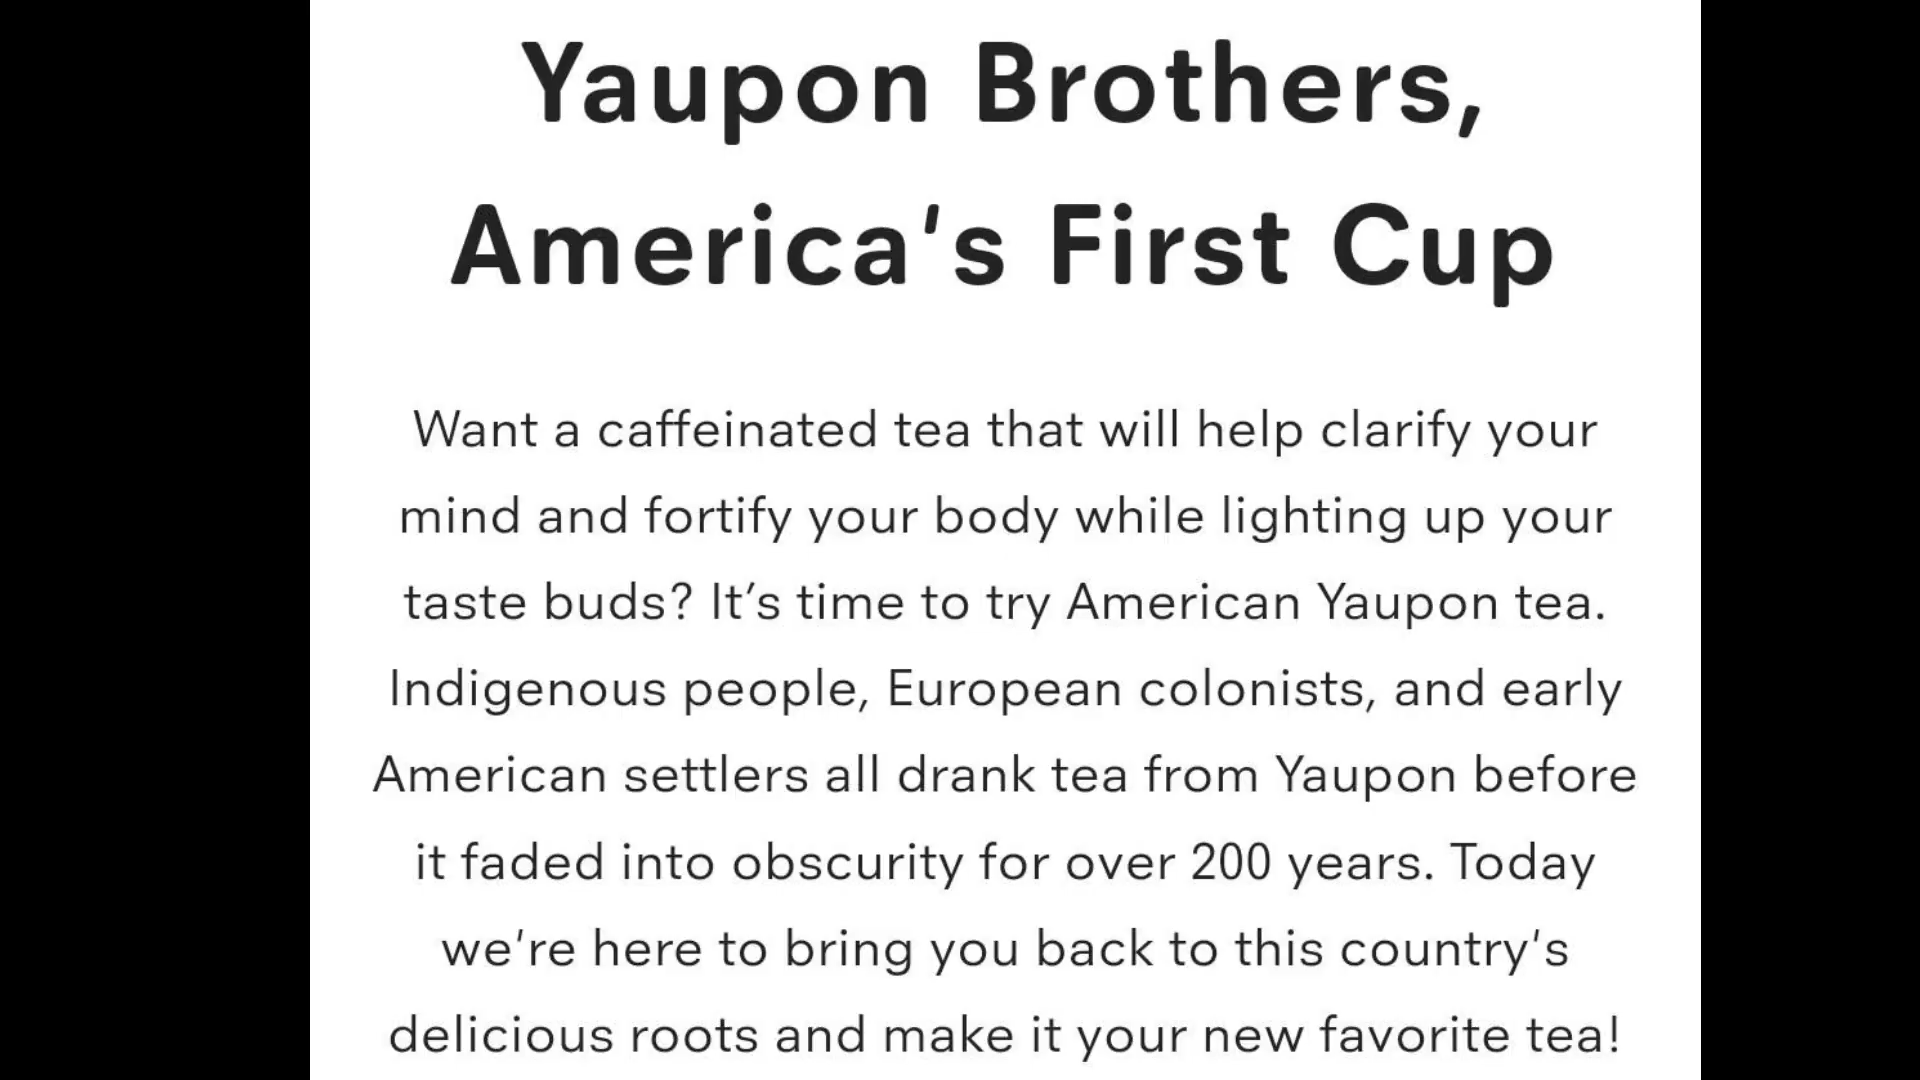 Yaupon Brothers,
America's First Cup
Want a caffeinated tea that will help clarify your
mind and fortify your body while lighting up your
taste buds? It’s time to try American Yaupon tea.
Indigenous people, European colonists, and early
American settlers all drank tea from Yaupon before
it faded into obscurity for over 200 years. Today
we're here to bring you back to this country's
delicious roots and make it your new favorite tea!